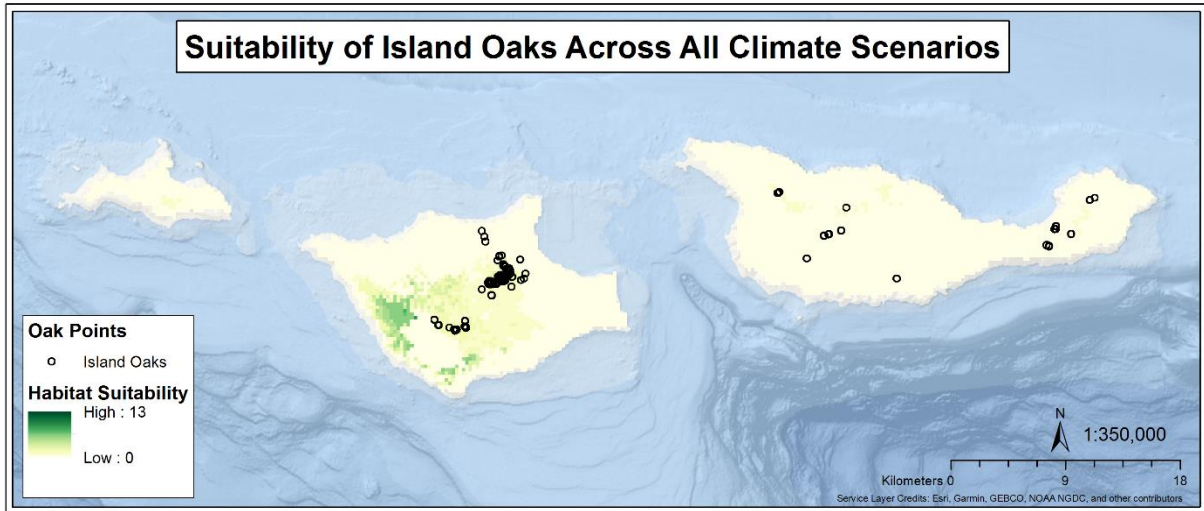 Suitability of Island Oaks Across All Climate Scenarios
Oak Points
Island Oaks
Habitat Suitability
High : 13
Low : 0
N
1:350,000
Kilometers 0 9 18
Service Layer Credits: Esri, Garmin, GEBCO, NOAA NGDC, and other contributors